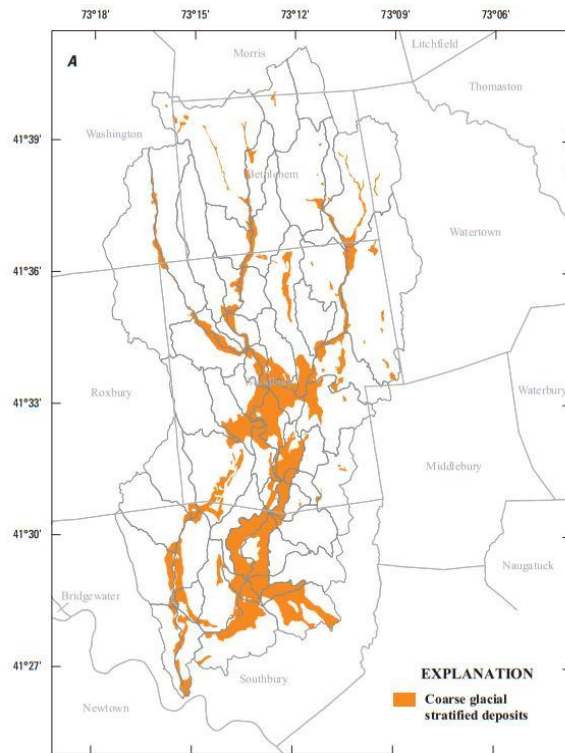 73°18' 73°15' 73°12' 73°09' 73°06'
A
Morris
Litchfield
Thomaston
41°39'
Washington
Bethlehem
Watertown
41°36'
41°33'
Roxbury
Waterbury
Middlebury
41°30'
Naugatuck
Bridgewater
41°27'
Southbury
Newtown
EXPLANATION
Coarse glacial
stratified deposits